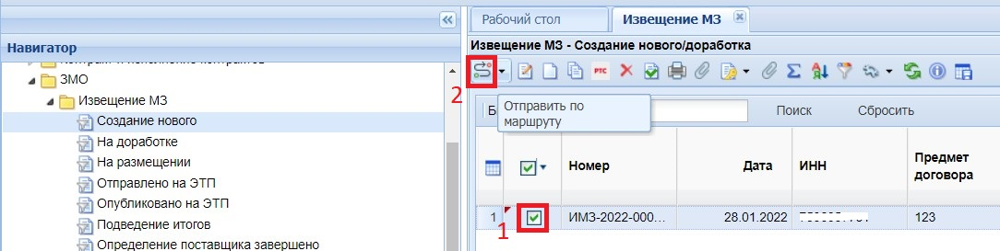 Навигатор
ЗМО
Извещение МЗ
Создание нового
На доработке
На размещении
Отправлено на ЭТП
Опубликовано на ЭТП
Подведение итогов
Определение поставщика завершено
Рабочий стол
Извещение МЗ
Извещение МЗ - Создание нового/доработка
2
РТС
Отправить по
маршруту
Поиск
Сбросить
Номер
Дата
ИНН
Предмет
договора
1
1
ИМЗ-2022-000...
28.01.2022
123